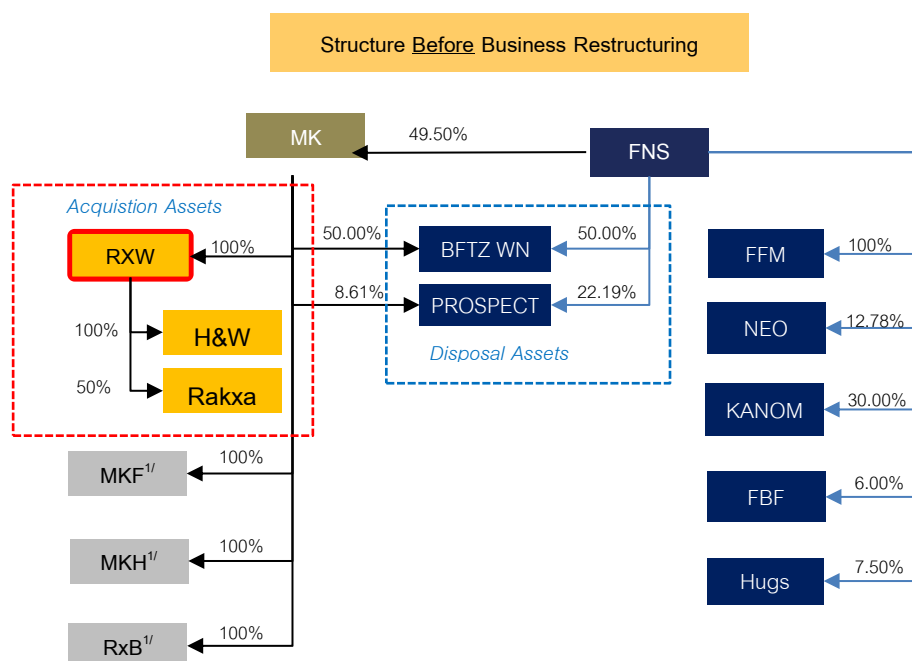 Structure Before Business Restructuring
MK
49.50%
FNS
Acquistion Assets
RXW
100%
50.00%
BFTZ WN
50.00%
FFM
100%
8.61%
PROSPECT
22.19%
100%
H&W
NEO
12.78%
Disposal Assets
50%
Rakxa
KANOM
30.00%
MKF1/
100%
FBF
6.00%
MKH1/
100%
Hugs
7.50%
RxB1/
100%